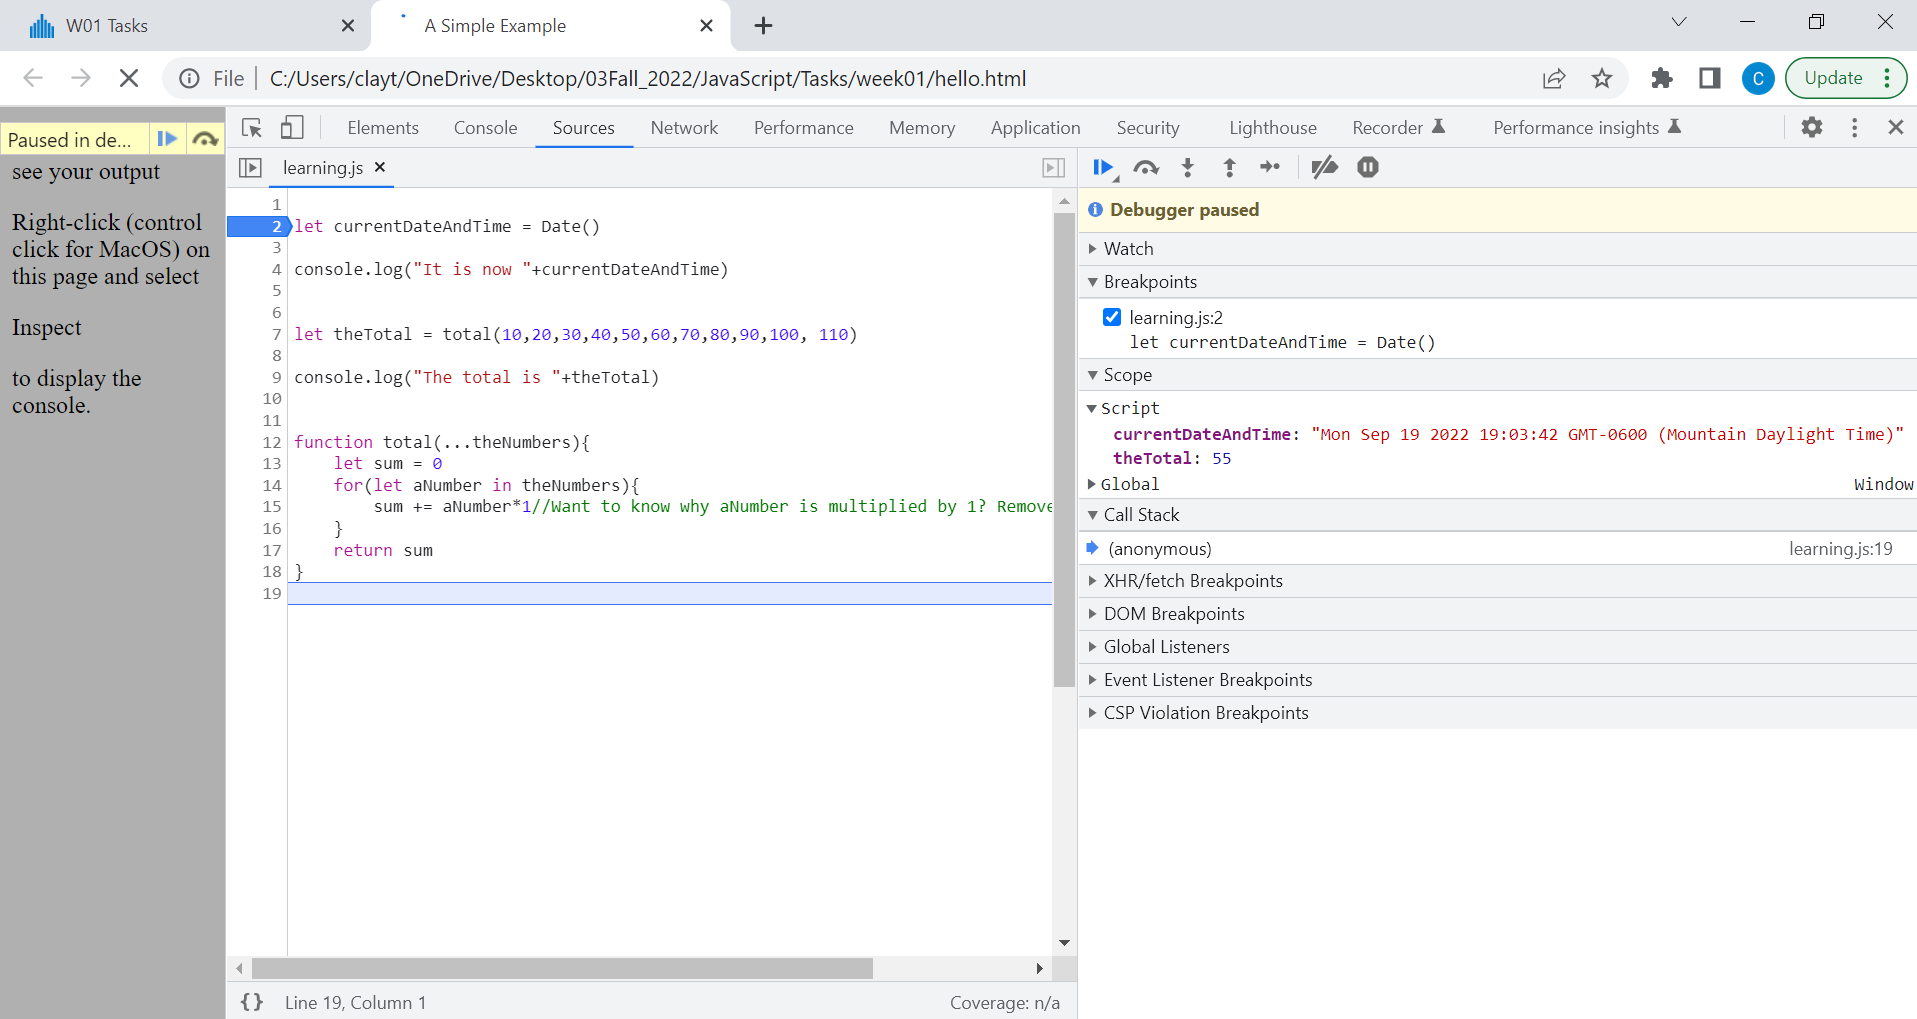 W01 Tasks
A Simple Example
File
C:/Users/clayt/OneDrive/Desktop/03Fall_2022/JavaScript/Tasks/week01/hello.html
C
Update
Paused in de...
see your output
Right-click (control
click for MacOS) on
this page and select
Inspect
to display the
console.
Elements Console Sources Network Performance Memory Application Security Lighthouse Recorder Performance insights
learning.js
1
2 let currentDateAndTime = Date()
3
4 console.log("It is now "+currentDateAndTime)
5
6
7 let theTotal = total(10,20,30,40,50,60,70,80,90,100, 110)
8
9 console.log("The total is "+theTotal)
10
11
12 function total(...theNumbers){
13     let sum = 0
14     for(let aNumber in theNumbers){
15         sum += aNumber*1//Want to know why aNumber is multiplied by 1? Remove
16     }
17     return sum
18 }
19
{} Line 19, Column 1
Coverage: n/a
Debugger paused
Watch
Breakpoints
learning.js:2
let currentDateAndTime = Date()
Scope
Script
currentDateAndTime: "Mon Sep 19 2022 19:03:42 GMT-0600 (Mountain Daylight Time)"
theTotal: 55
Global Window
Call Stack
(anonymous) learning.js:19
XHR/fetch Breakpoints
DOM Breakpoints
Global Listeners
Event Listener Breakpoints
CSP Violation Breakpoints